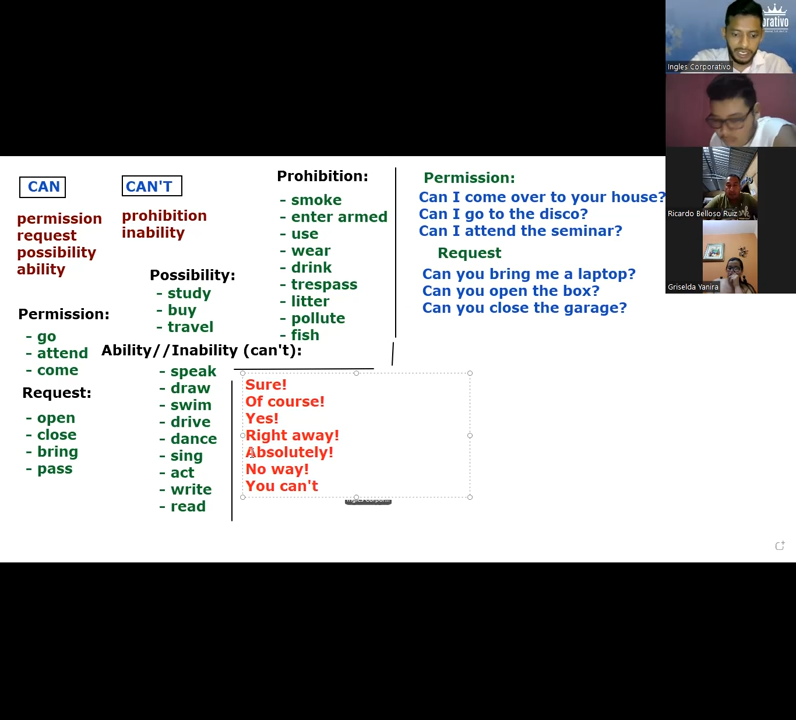 CAN
permission
request
possibility
ability
CAN'T
prohibition
inability
Permission:
- go
- attend
- come
Request:
- open
- close
- bring
- pass
Possibility:
- study
- buy
- travel
Ability//Inability (can't):
- speak
- draw
- swim
- drive
- dance
- sing
- act
- write
- read
Prohibition:
- smoke
- enter armed
- use
- wear
- drink
- trespass
- litter
- pollute
- fish
Sure!
Of course!
Yes!
Right away!
Absolutely!
No way!
You can't
Permission:
Can I come over to your house?
Can I go to the disco?
Can I attend the seminar?
Request
Can you bring me a laptop?
Can you open the box?
Can you close the garage?
Ingles Corporativo
Ricardo Belloso Ruiz
Griselda Yanira